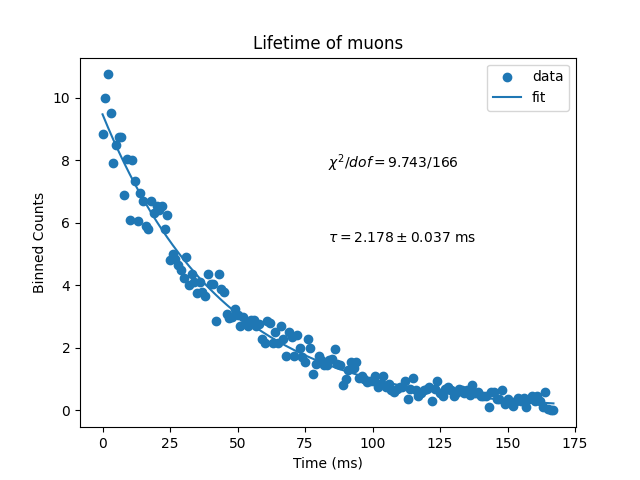 Lifetime of muons
data
fit
χ²/dof = 9.743/166
τ = 2.178 ± 0.037 ms
Binned Counts
10
8
6
4
2
0
0 25 50 75 100 125 150 175
Time (ms)